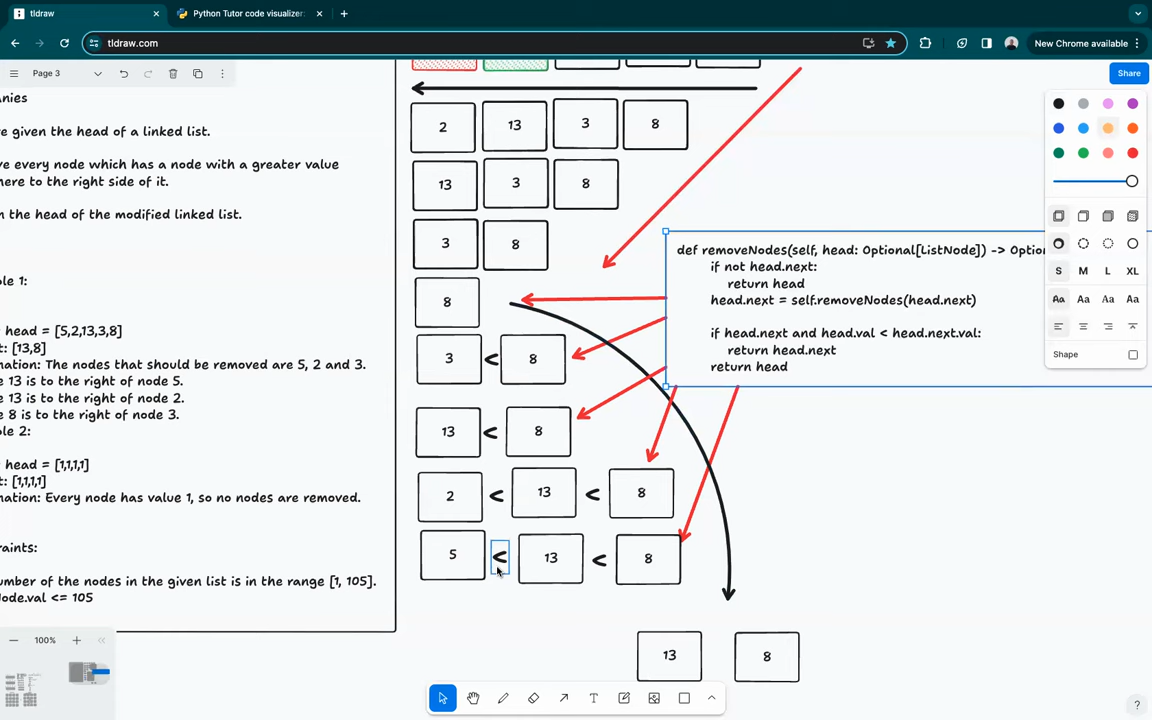 tldraw
Python Tutor code visualizer:
tldraw.com
New Chrome available
Page 3
Share
nies
e given the head of a linked list.
ve every node which has a node with a greater value
here to the right side of it.
n the head of the modified linked list.
le 1:
head = [5,2,13,3,8]
t: [13,8]
nation: The nodes that should be removed are 5, 2 and 3.
e 13 is to the right of node 5.
e 13 is to the right of node 2.
e 8 is to the right of node 3.
le 2:
head = [1,1,1,1]
t: [1,1,1,1]
nation: Every node has value 1, so no nodes are removed.
raints:
umber of the nodes in the given list is in the range [1, 105].
Node.val <= 105
2 13 3 8
13 3 8
3 8
8
3 < 8
13 < 8
2 < 13 < 8
5 < 13 < 8
13 8
def removeNodes(self, head: Optional[ListNode]) -> Optio
if not head.next:
return head
head.next = self.removeNodes(head.next)
if head.next and head.val < head.next.val:
return head.next
return head
S M L XL
Aa Aa Aa Aa
Shape
100%
T
?